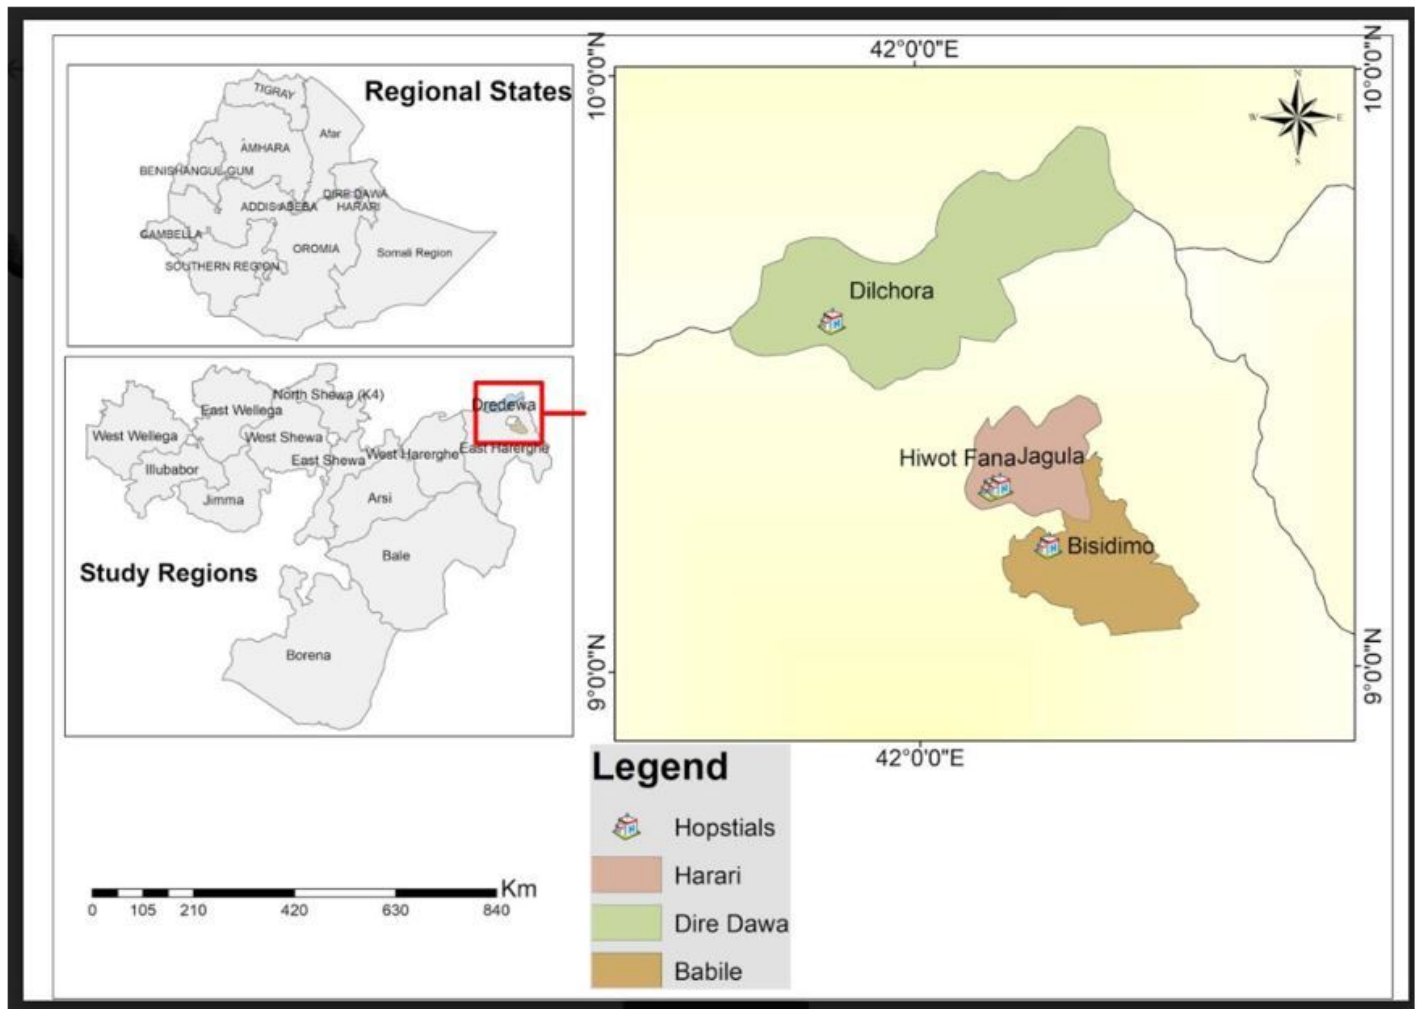 Regional States
TIGRAY
Afar
AMHARA
BENISHANGUL-GUM
DIRE DAWA
ADDIS ABEBA
HARARI
GAMBELLA
OROMIA
Somali Region
SOUTHERN REGION
North Shewa (K4)
Dredewa
East Wellega
West Wellega
West Shewa
East Harerghe
West Harerghe
East Shewa
Illubabor
Jimma
Arsi
Bale
Study Regions
Borena
0 105 210 420 630 840 Km
42°0'0"E
10°0'0"N
10°0'0"N
N
W E
S
Dilchora
Hiwot Fana Jagula
Bisidimo
9°0'0"N
9°0'0"N
42°0'0"E
Legend
Hopstials
Harari
Dire Dawa
Babile